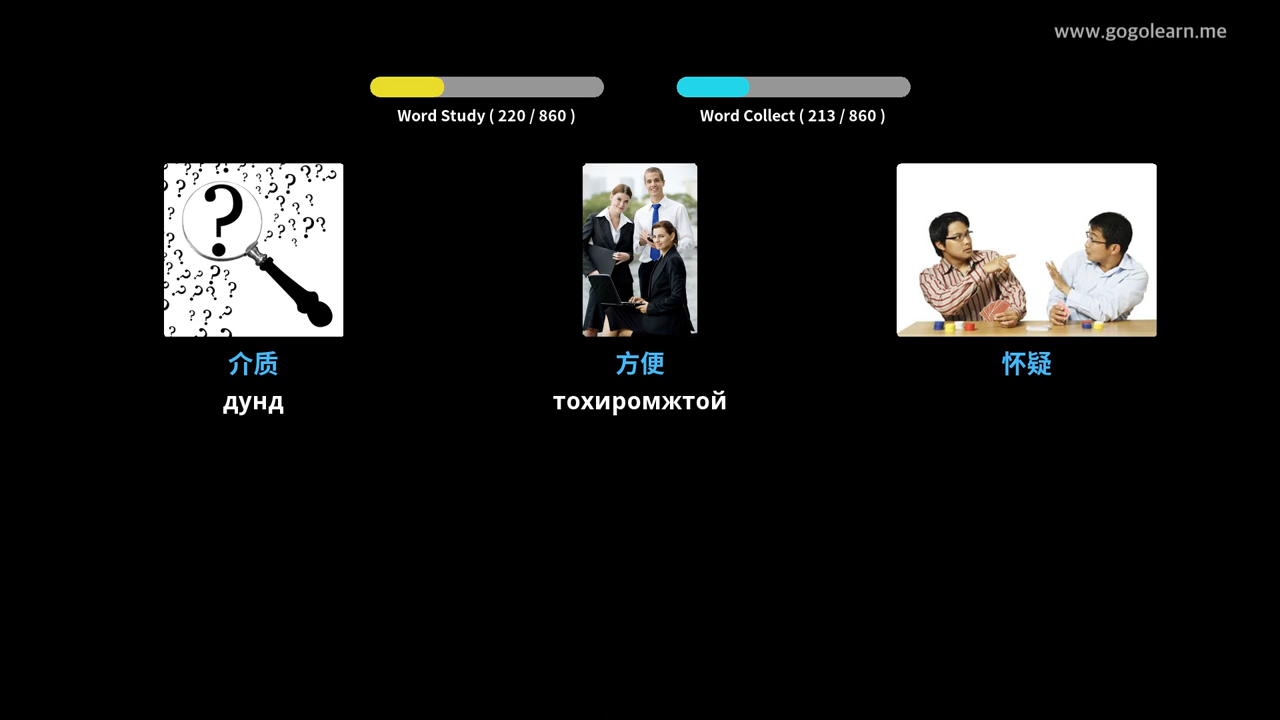 www.gogolearn.me
Word Study ( 220 / 860 )
Word Collect ( 213 / 860 )
介质
方便
怀疑
дунд
тохиромжтой